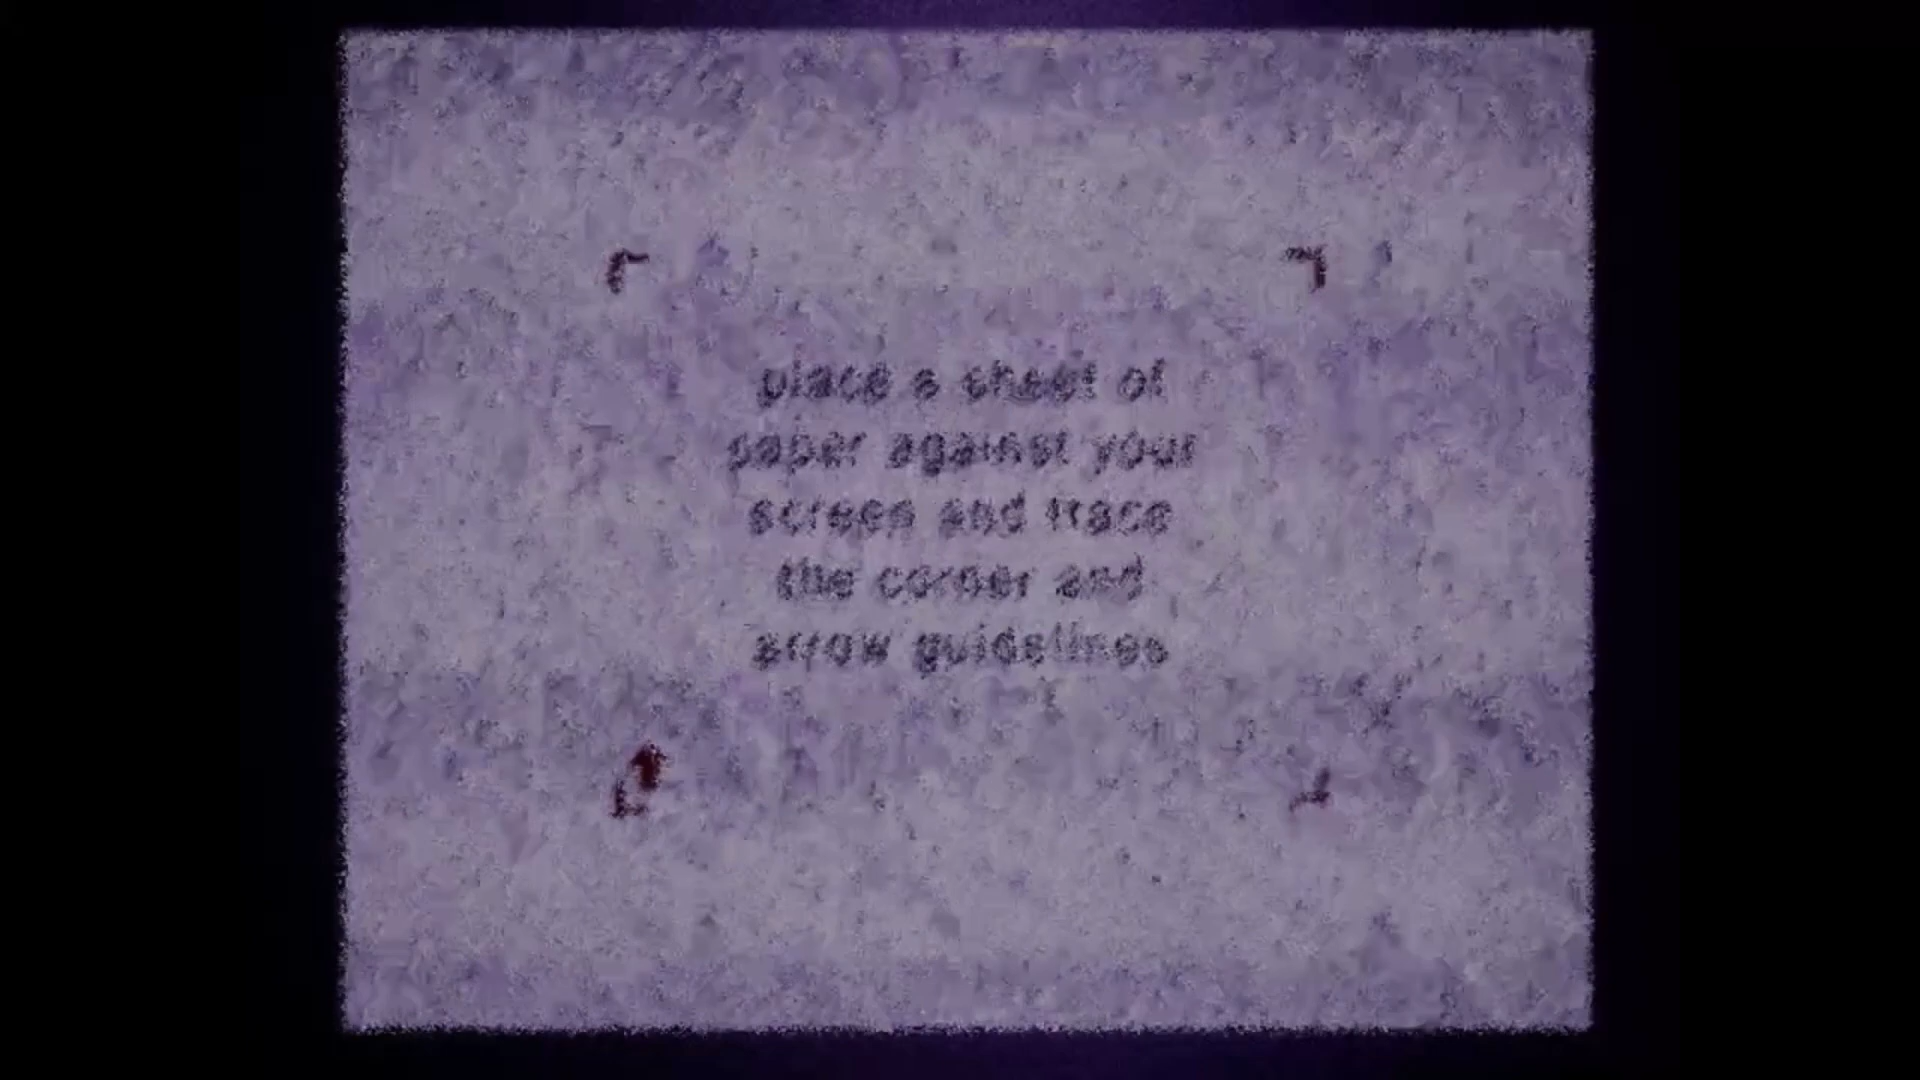 place a sheet of
paper against your
screen and trace
the corner and
arrow guidelines